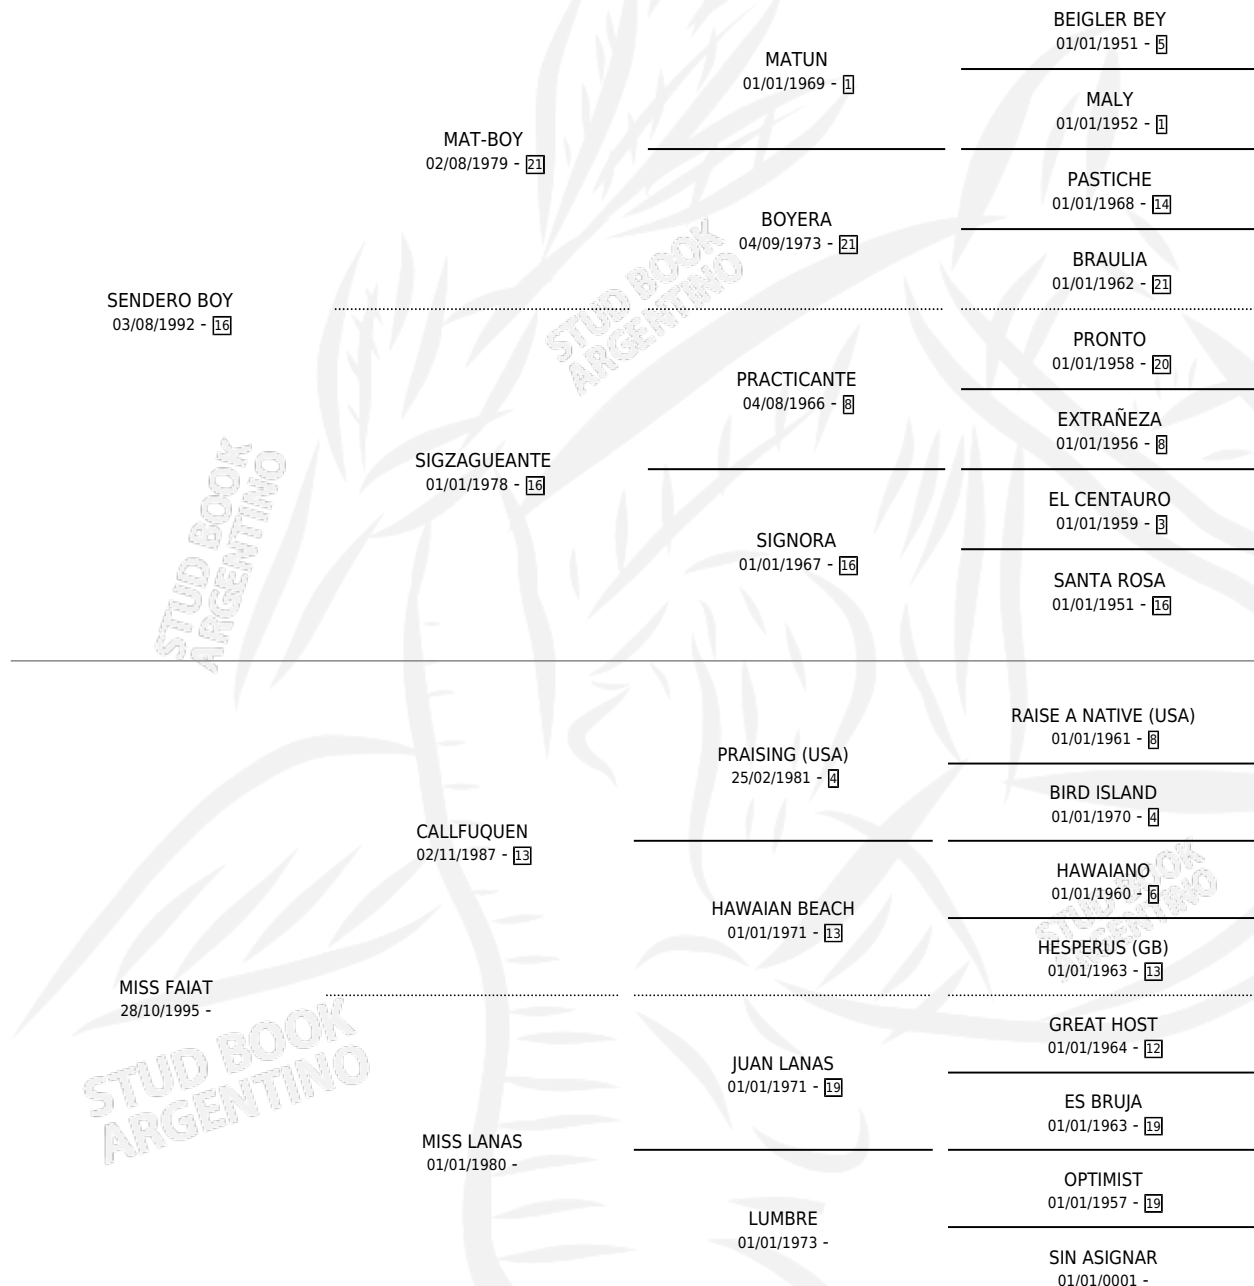 BEIGLER BEY
01/01/1951 - 5
MATUN
01/01/1969 - 1
MALY
01/01/1952 - 1
MAT-BOY
02/08/1979 - 21
PASTICHE
01/01/1968 - 14
BOYERA
04/09/1973 - 21
BRAULIA
01/01/1962 - 21
SENDERO BOY
03/08/1992 - 16
PRONTO
01/01/1958 - 20
PRACTICANTE
04/08/1966 - 8
EXTRAÑEZA
01/01/1956 - 8
SIGZAGUEANTE
01/01/1978 - 16
EL CENTAURO
01/01/1959 - 3
SIGNORA
01/01/1967 - 16
SANTA ROSA
01/01/1951 - 16
RAISE A NATIVE (USA)
01/01/1961 - 8
PRAISING (USA)
25/02/1981 - 4
BIRD ISLAND
01/01/1970 - 4
CALLFUQUEN
02/11/1987 - 13
HAWAIANO
01/01/1960 - 6
HAWAIAN BEACH
01/01/1971 - 13
HESPERUS (GB)
01/01/1963 - 13
MISS FAIAT
28/10/1995 -
GREAT HOST
01/01/1964 - 12
JUAN LANAS
01/01/1971 - 19
ES BRUJA
01/01/1963 - 19
MISS LANAS
01/01/1980 -
OPTIMIST
01/01/1957 - 19
LUMBRE
01/01/1973 -
SIN ASIGNAR
01/01/0001 -
STUD BOOK
ARGENTINO
STUD BOOK
ARGENTINO
STUD BOOK
ARGENTINO
STUD BOOK
ARGENTINO